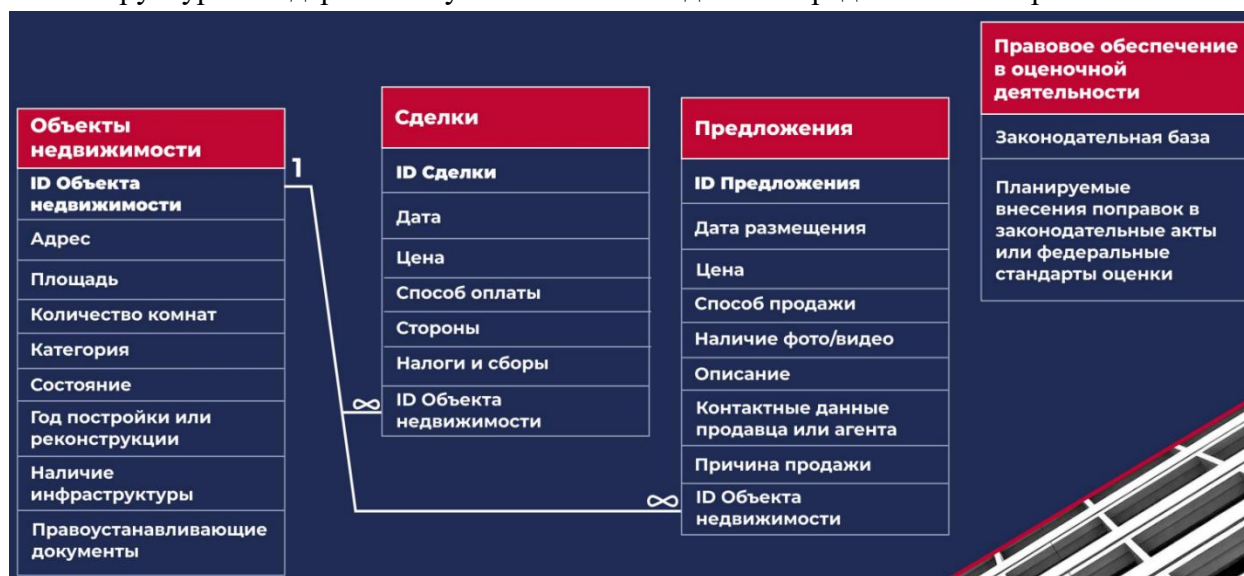 Объекты
недвижимости
ID Объекта
недвижимости
Адрес
Площадь
Количество комнат
Категория
Состояние
Год постройки или
реконструкции
Наличие
инфраструктуры
Правоустанавливающие
документы
1
Сделки
ID Сделки
Дата
Цена
Способ оплаты
Стороны
Налоги и сборы
∞
ID Объекта
недвижимости
Предложения
ID Предложения
Дата размещения
Цена
Способ продажи
Наличие фото/видео
Описание
Контактные данные
продавца или агента
Причина продажи
∞
ID Объекта
недвижимости
Правовое обеспечение
в оценочной
деятельности
Законодательная база
Планируемые
внесения поправок в
законодательные акты
или федеральные
стандарты оценки